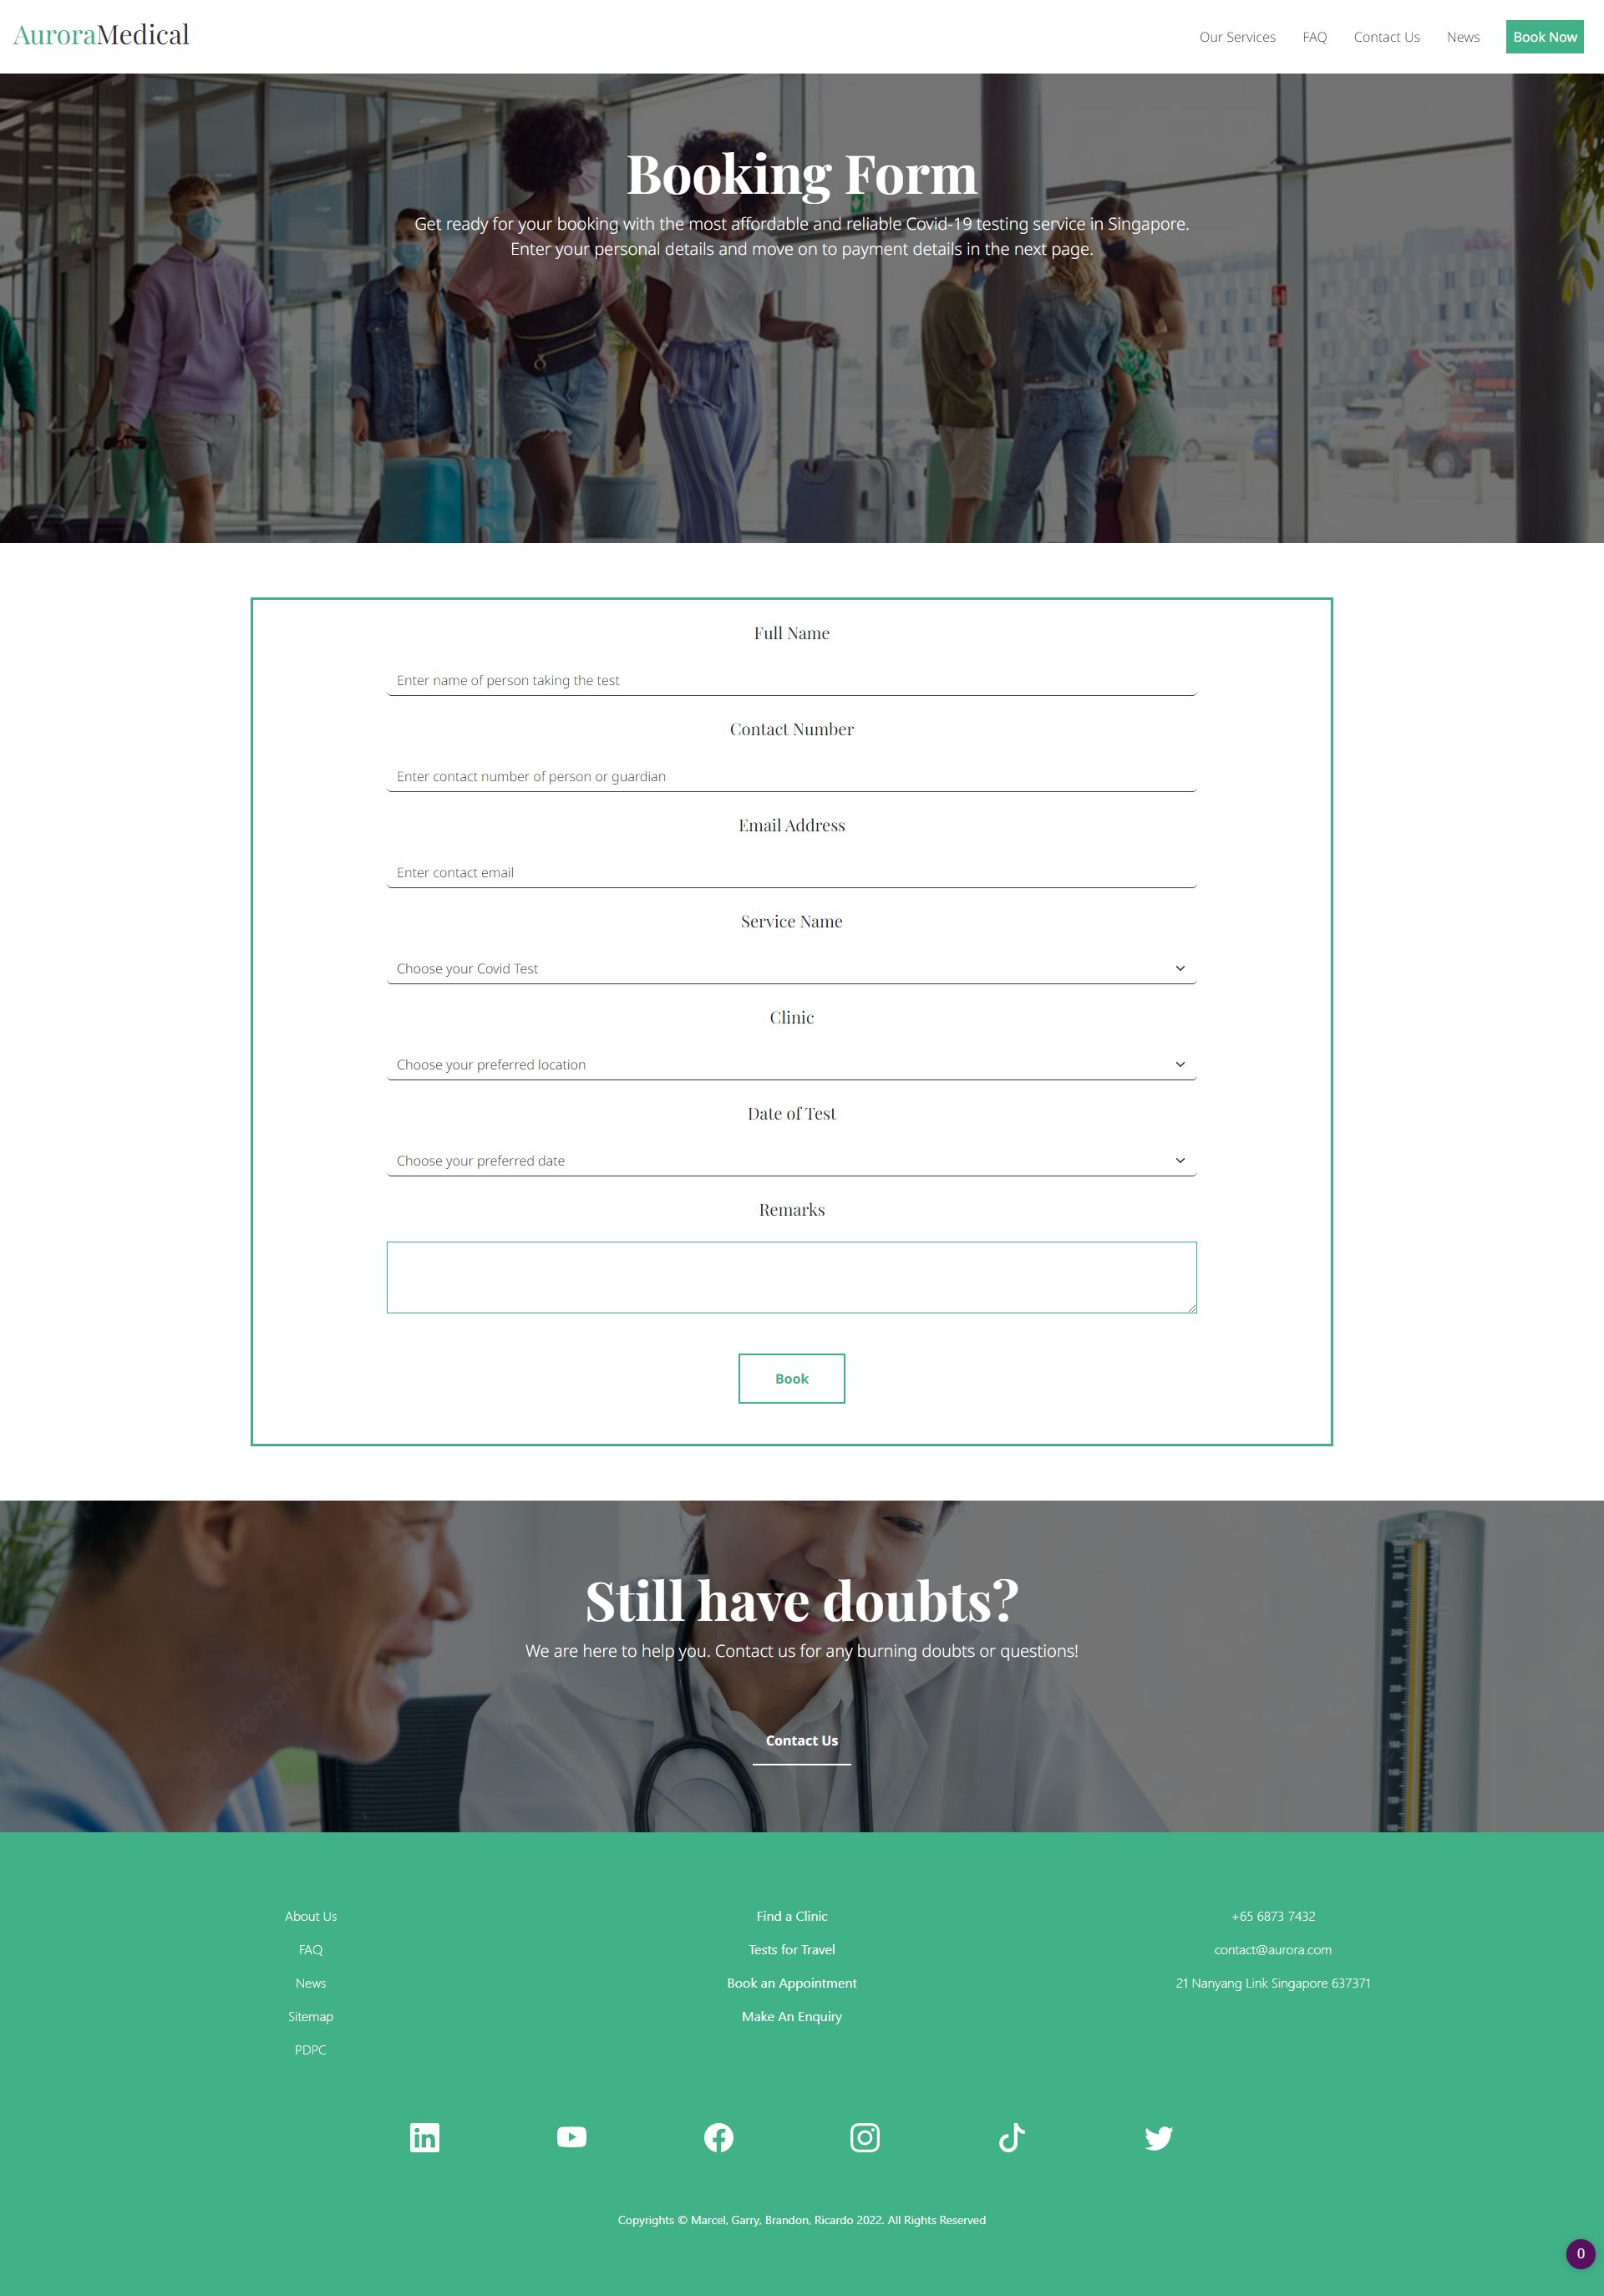 AuroraMedical
Our Services
FAQ
Contact Us
News
Book Now
Booking Form
Get ready for your booking with the most affordable and reliable Covid-19 testing service in Singapore.
Enter your personal details and move on to payment details in the next page.
Full Name
Enter name of person taking the test
Contact Number
Enter contact number of person or guardian
Email Address
Enter contact email
Service Name
Choose your Covid Test
Clinic
Choose your preferred location
Date of Test
Choose your preferred date
Remarks
Book
Still have doubts?
We are here to help you. Contact us for any burning doubts or questions!
Contact Us
About Us
FAQ
News
Sitemap
PDPC
Find a Clinic
Tests for Travel
Book an Appointment
Make An Enquiry
+65 6873 7432
contact@aurora.com
21 Nanyang Link Singapore 637371
Copyrights © Marcel, Garry, Brandon, Ricardo 2022. All Rights Reserved
0